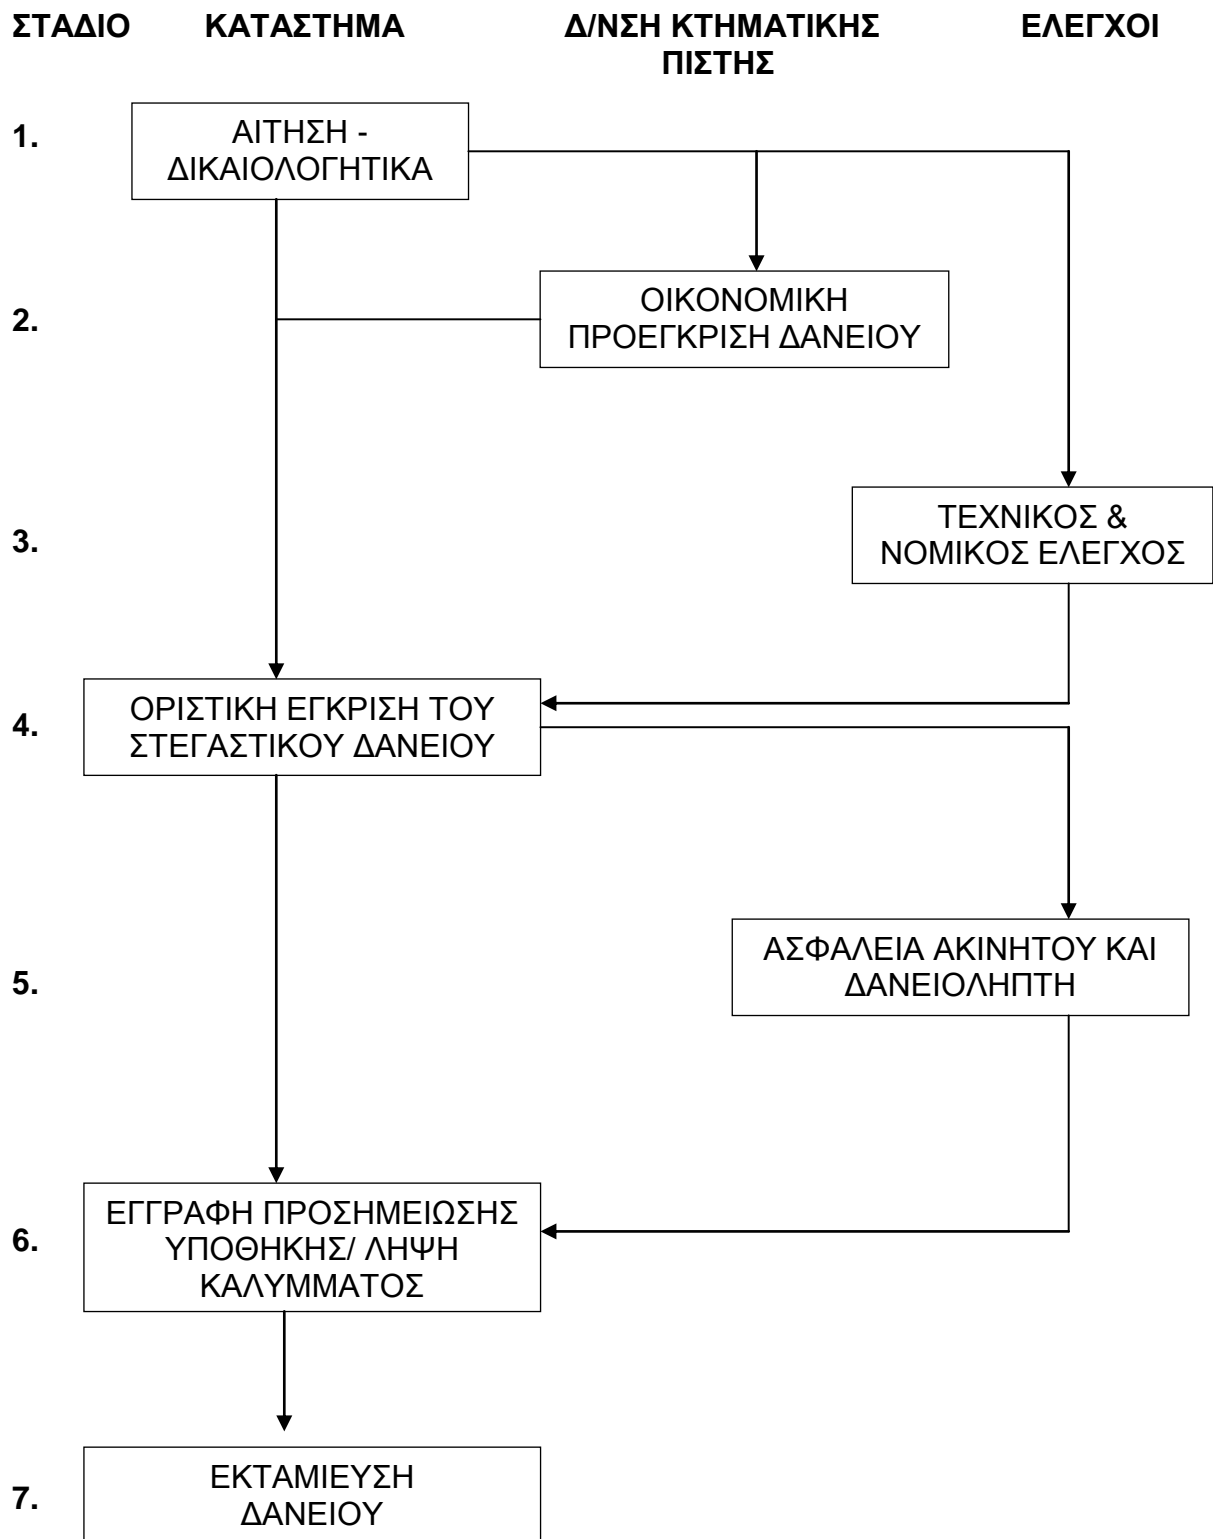 ΣΤΑΔΙΟ ΚΑΤΑΣΤΗΜΑ Δ/ΝΣΗ ΚΤΗΜΑΤΙΚΗΣ ΕΛΕΓΧΟΙ
ΠΙΣΤΗΣ
1.
ΑΙΤΗΣΗ -
ΔΙΚΑΙΟΛΟΓΗΤΙΚΑ
2.
ΟΙΚΟΝΟΜΙΚΗ
ΠΡΟΕΓΚΡΙΣΗ ΔΑΝΕΙΟΥ
3.
ΤΕΧΝΙΚΟΣ &
ΝΟΜΙΚΟΣ ΕΛΕΓΧΟΣ
4.
ΟΡΙΣΤΙΚΗ ΕΓΚΡΙΣΗ ΤΟΥ
ΣΤΕΓΑΣΤΙΚΟΥ ΔΑΝΕΙΟΥ
5.
ΑΣΦΑΛΕΙΑ ΑΚΙΝΗΤΟΥ ΚΑΙ
ΔΑΝΕΙΟΛΗΠΤΗ
6.
ΕΓΓΡΑΦΗ ΠΡΟΣΗΜΕΙΩΣΗΣ
ΥΠΟΘΗΚΗΣ/ ΛΗΨΗ
ΚΑΛΥΜΜΑΤΟΣ
7.
ΕΚΤΑΜΙΕΥΣΗ
ΔΑΝΕΙΟΥ